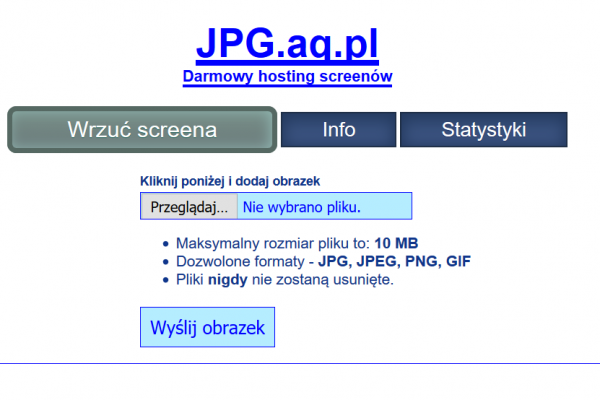 JPG.aq.pl
Darmowy hosting screenów
Wrzuć screena
Info
Statystyki
Kliknij poniżej i dodaj obrazek
Przeglądaj... Nie wybrano pliku.
• Maksymalny rozmiar pliku to: 10 MB
• Dozwolone formaty - JPG, JPEG, PNG, GIF
• Pliki nigdy nie zostaną usunięte.
Wyślij obrazek